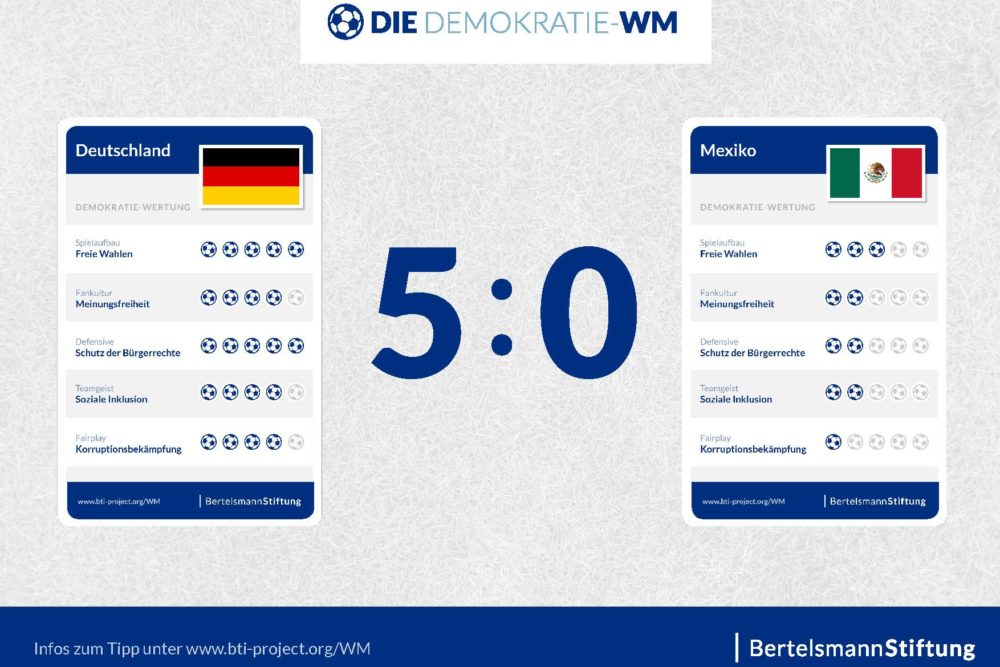 DIE DEMOKRATIE-WM
Deutschland
DEMOKRATIE-WERTUNG
Spielaufbau
Freie Wahlen
Fankultur
Meinungsfreiheit
Defensive
Schutz der Bürgerrechte
Teamgeist
Soziale Inklusion
Fairplay
Korruptionsbekämpfung
www.bti-project.org/WM
BertelsmannStiftung
5:0
Mexiko
DEMOKRATIE-WERTUNG
Spielaufbau
Freie Wahlen
Fankultur
Meinungsfreiheit
Defensive
Schutz der Bürgerrechte
Teamgeist
Soziale Inklusion
Fairplay
Korruptionsbekämpfung
www.bti-project.org/WM
BertelsmannStiftung
Infos zum Tipp unter www.bti-project.org/WM
BertelsmannStiftung